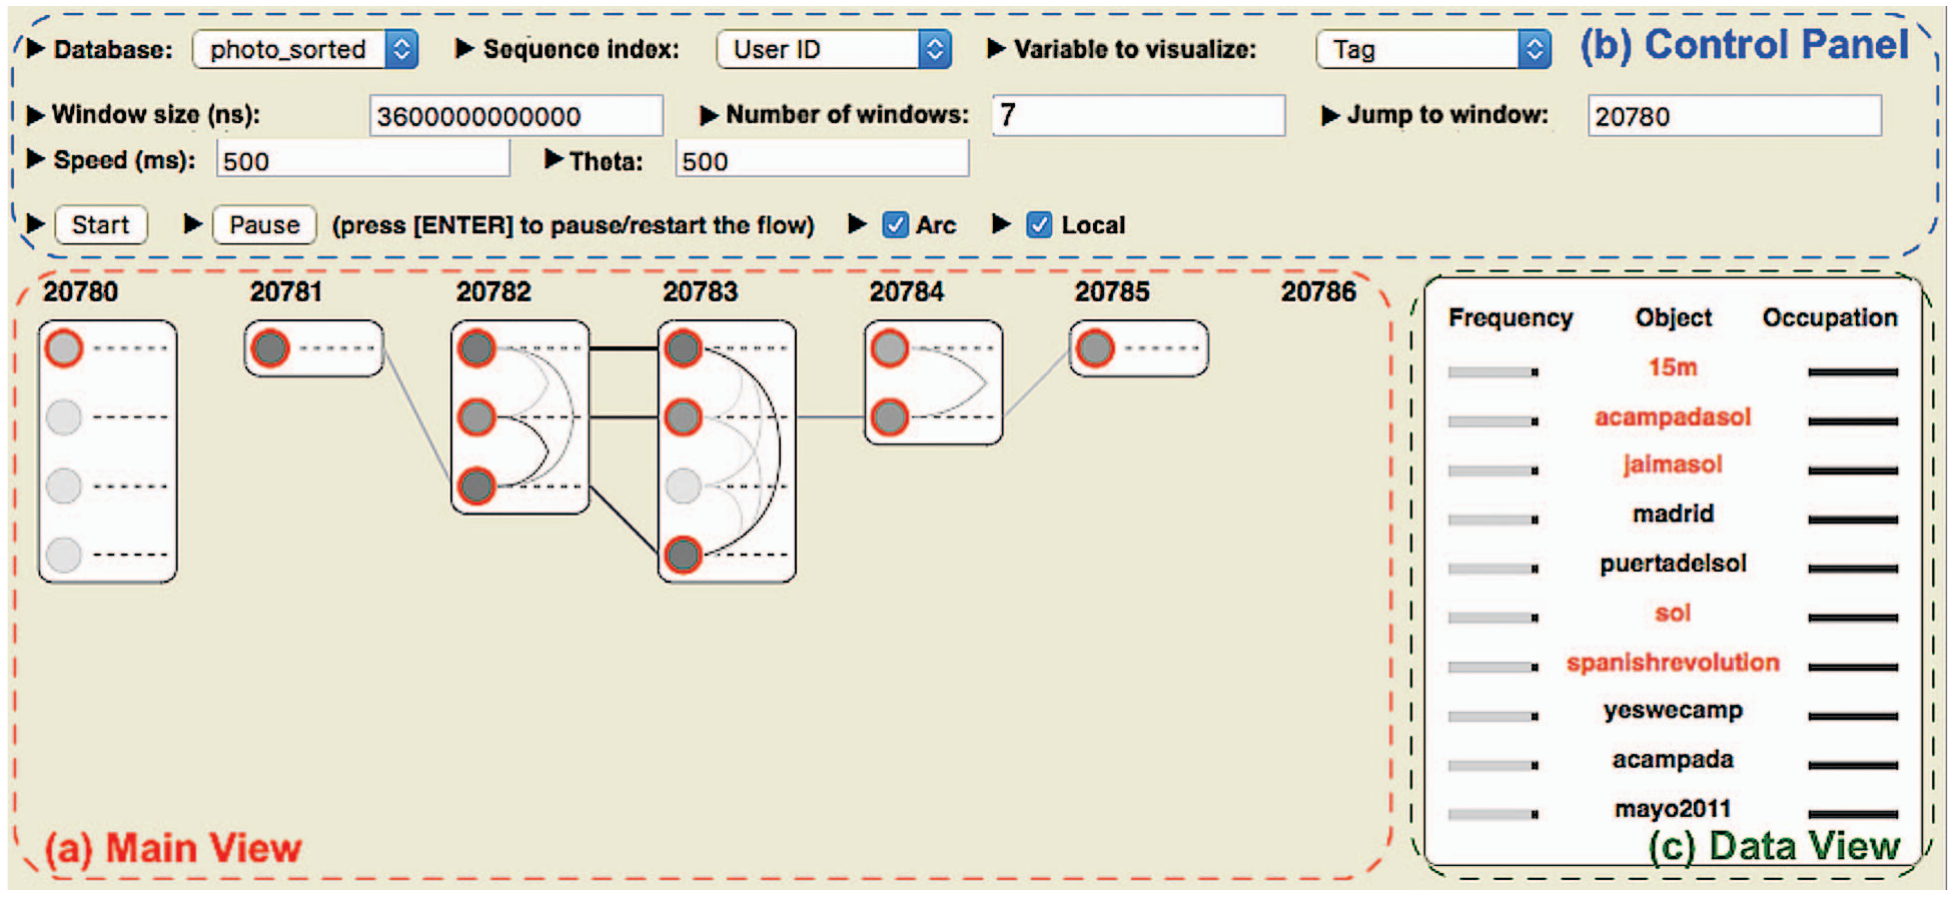 Database: photo_sorted Sequence index: User ID Variable to visualize: Tag (b) Control Panel
Window size (ns): 3600000000000 Number of windows: 7 Jump to window: 20780
Speed (ms): 500 Theta: 500
Start Pause (press [ENTER] to pause/restart the flow) Arc Local
20780 20781 20782 20783 20784 20785 20786
Frequency Object Occupation
15m
acampadasol
jaimasol
madrid
puertadelsol
sol
spanishrevolution
yeswecamp
acampada
mayo2011
(a) Main View
(c) Data View